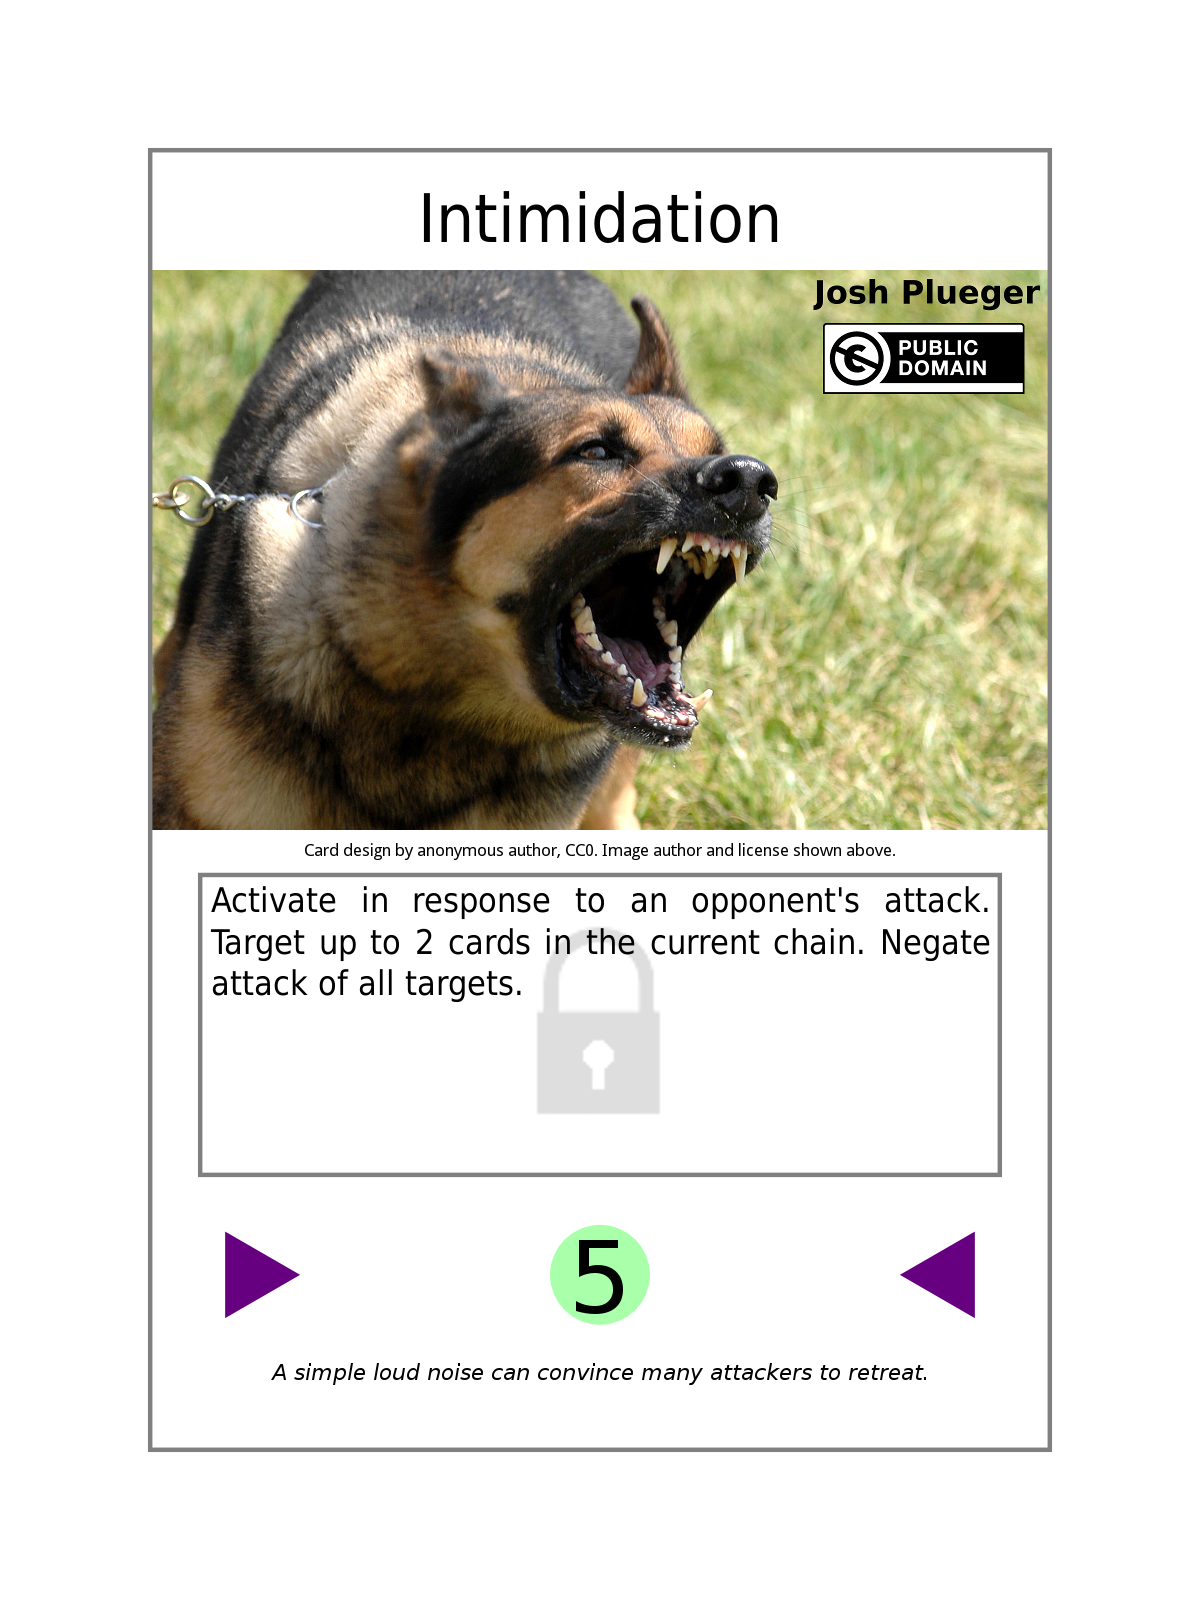 Intimidation
Josh Plueger
PUBLIC
DOMAIN
Card design by anonymous author, CC0. Image author and license shown above.
Activate in response to an opponent's attack.
Target up to 2 cards in the current chain. Negate
attack of all targets.
5
A simple loud noise can convince many attackers to retreat.